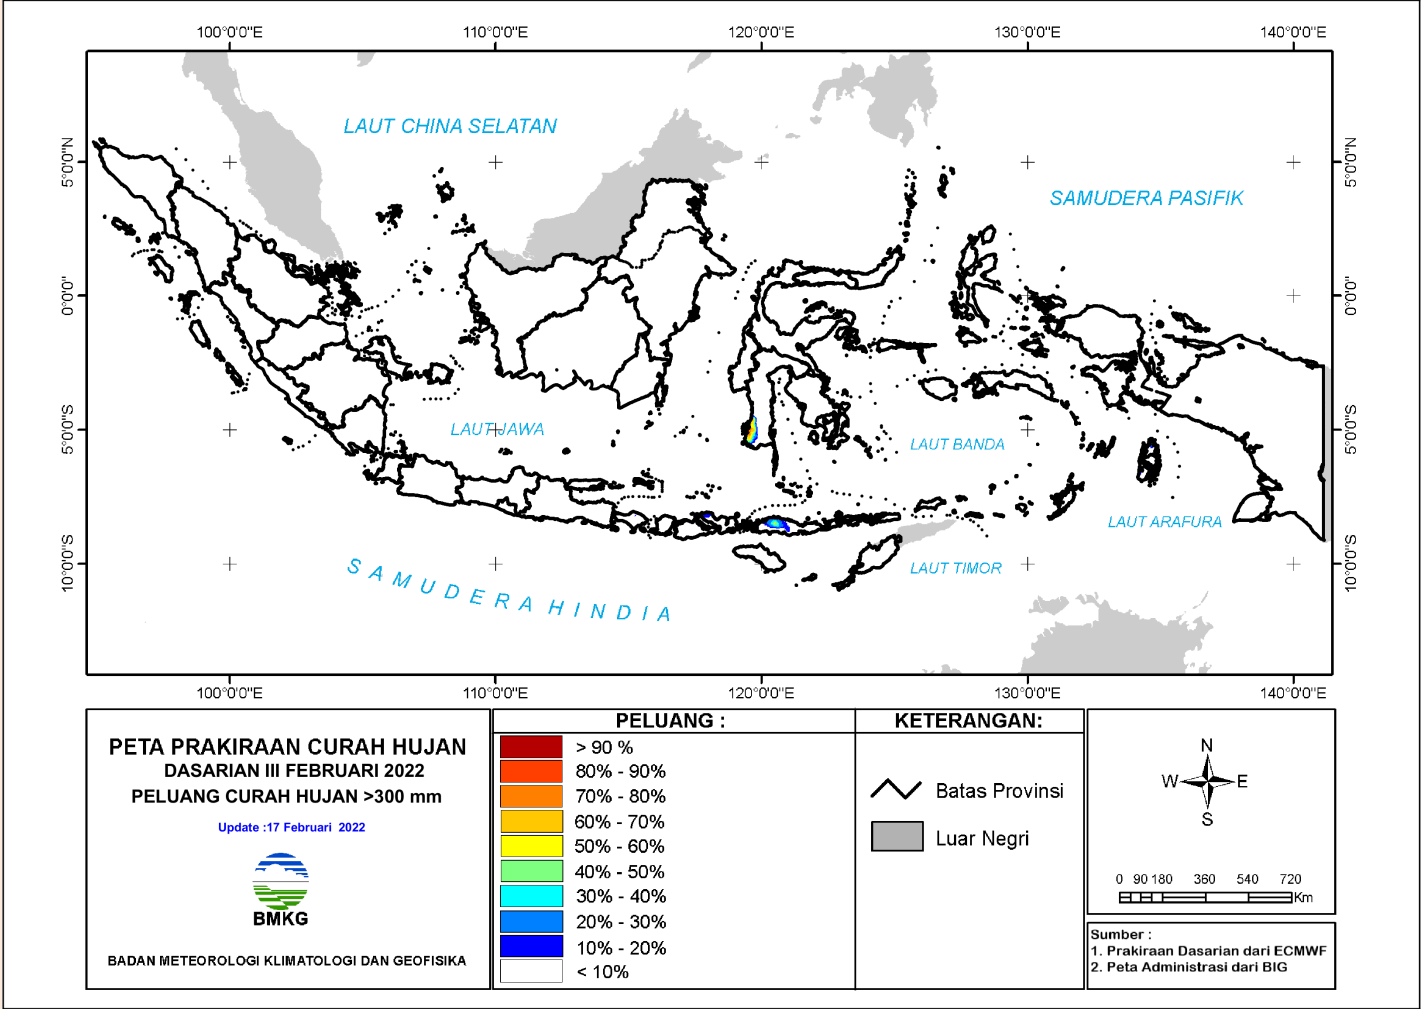 100°0'0"E 110°0'0"E 120°0'0"E 130°0'0"E 140°0'0"E
5°0'0"N
0°0'0"
5°0'0"S
10°0'0"S
LAUT CHINA SELATAN
SAMUDERA PASIFIK
LAUT JAWA
LAUT BANDA
LAUT ARAFURA
LAUT TIMOR
SAMUDERA HINDIA
5°0'0"N
0°0'0"
5°0'0"S
10°0'0"S
100°0'0"E 110°0'0"E 120°0'0"E 130°0'0"E 140°0'0"E
PETA PRAKIRAAN CURAH HUJAN
DASARIAN III FEBRUARI 2022
PELUANG CURAH HUJAN >300 mm
Update :17 Februari 2022
BMKG
BADAN METEOROLOGI KLIMATOLOGI DAN GEOFISIKA
PELUANG :
> 90 %
80% - 90%
70% - 80%
60% - 70%
50% - 60%
40% - 50%
30% - 40%
20% - 30%
10% - 20%
< 10%
KETERANGAN:
Batas Provinsi
Luar Negri
N
W E
S
0 90 180 360 540 720
Km
Sumber :
1. Prakiraan Dasarian dari ECMWF
2. Peta Administrasi dari BIG